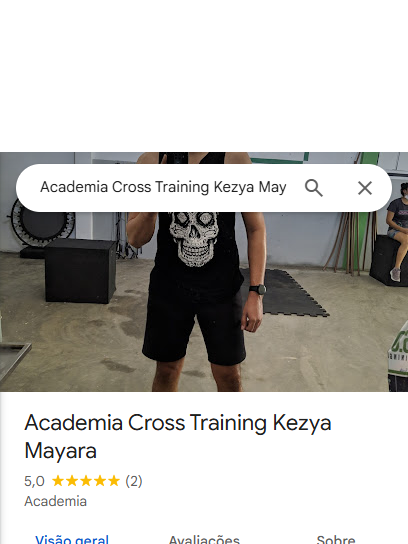 Academia Cross Training Kezya May
Academia Cross Training Kezya
Mayara
5,0 ★★★★★ (2)
Academia
Visão geral Avaliações Sobre